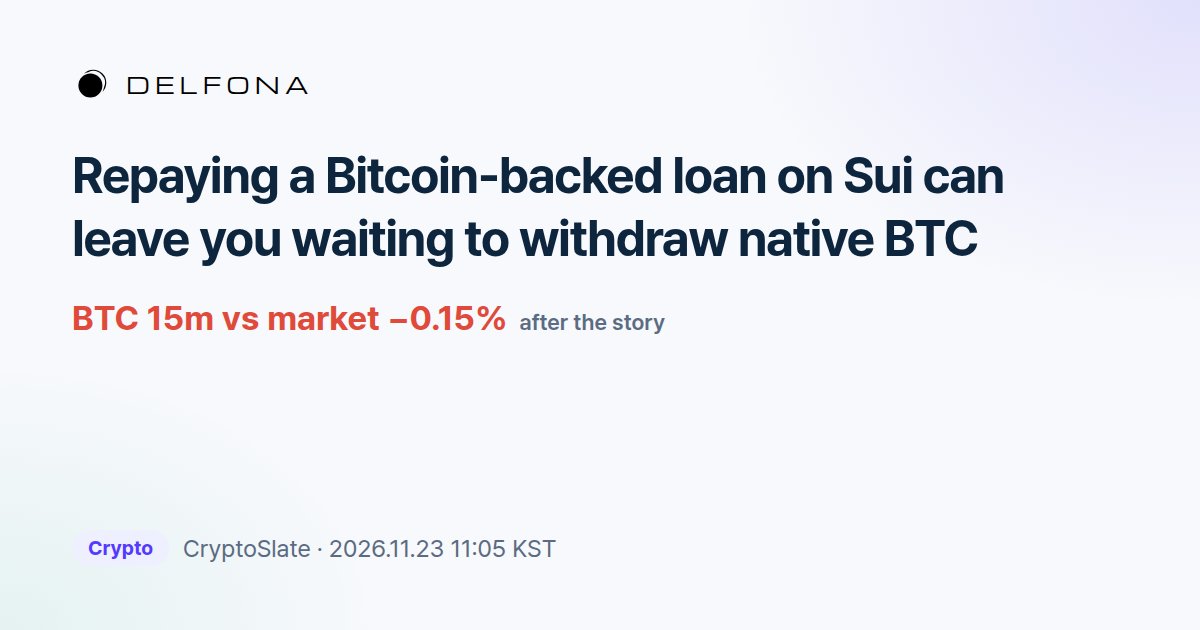 DELFONA
Repaying a Bitcoin-backed loan on Sui can
leave you waiting to withdraw native BTC
BTC 15m vs market −0.15% after the story
Crypto CryptoSlate · 2026.11.23 11:05 KST